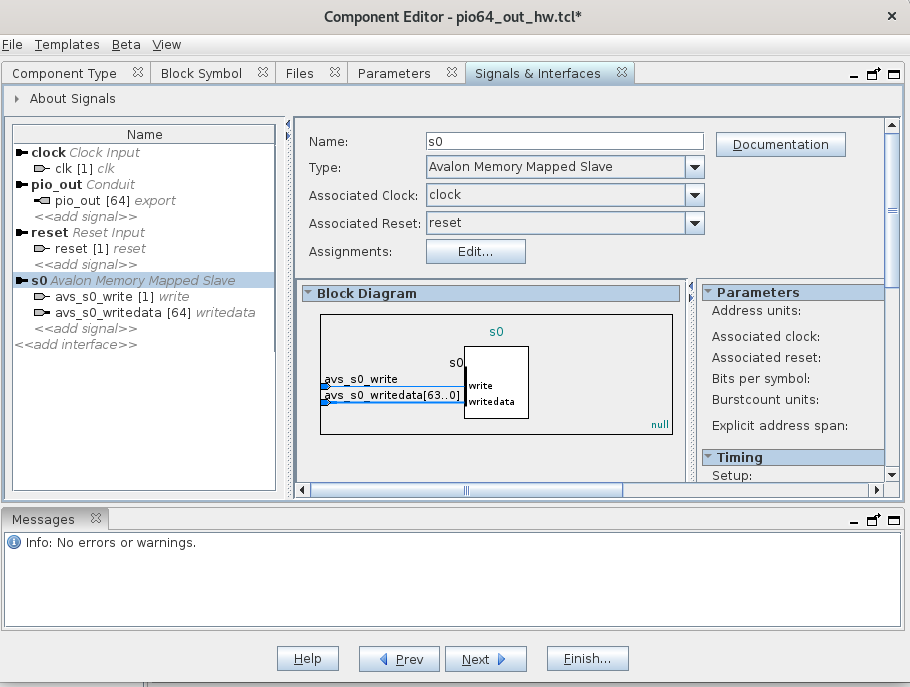 Component Editor - pio64_out_hw.tcl*
File Templates Beta View
Component Type Block Symbol Files Parameters Signals & Interfaces
About Signals
Name
clock Clock Input
clk [1] clk
pio_out Conduit
pio_out [64] export
<<add signal>>
reset Reset Input
reset [1] reset
<<add signal>>
s0 Avalon Memory Mapped Slave
avs_s0_write [1] write
avs_s0_writedata [64] writedata
<<add signal>>
<<add interface>>
Name: s0 Documentation
Type: Avalon Memory Mapped Slave
Associated Clock: clock
Associated Reset: reset
Assignments: Edit...
Block Diagram
s0
s0
avs_s0_write
write
avs_s0_writedata[63..0]
writedata
null
Parameters
Address units:
Associated clock:
Associated reset:
Bits per symbol:
Burstcount units:
Explicit address span:
Timing
Setup:
Messages
Info: No errors or warnings.
Help Prev Next Finish...